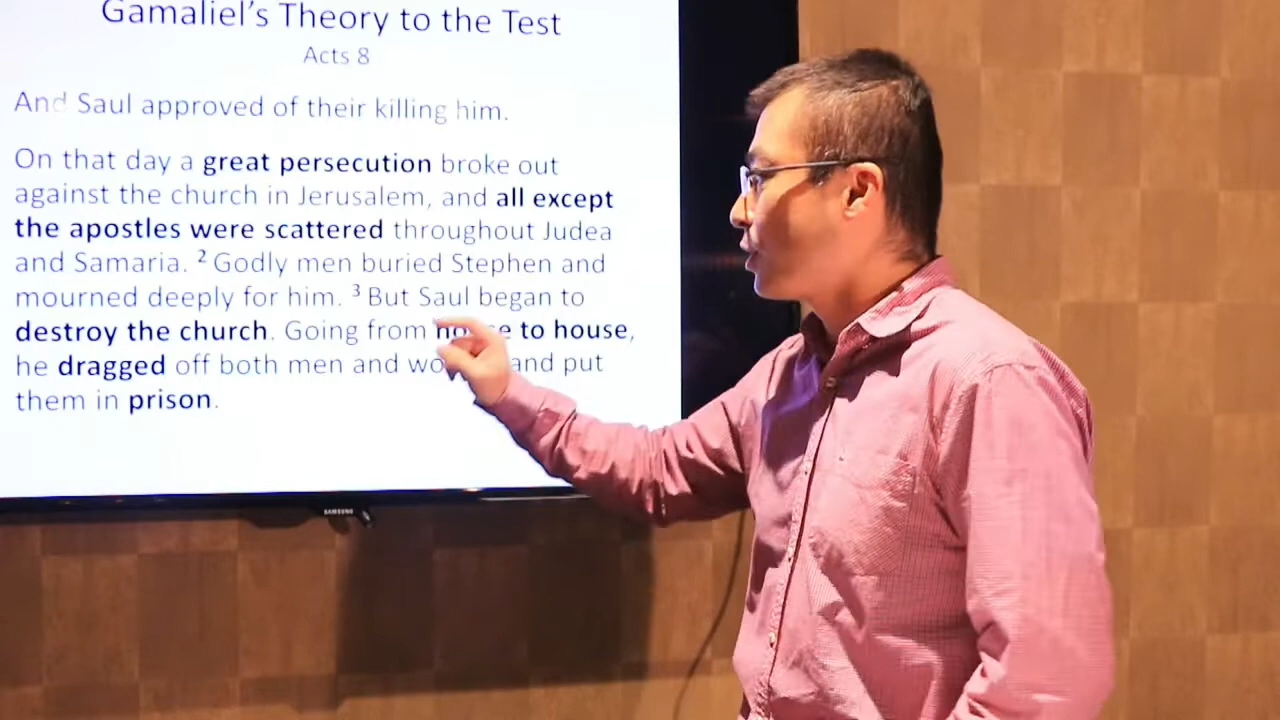 Gamaliel's Theory to the Test
Acts 8
And Saul approved of their killing him.
On that day a great persecution broke out
against the church in Jerusalem, and all except
the apostles were scattered throughout Judea
and Samaria. ² Godly men buried Stephen and
mourned deeply for him. ³ But Saul began to
destroy the church. Going from to house,
he dragged off both men and and put
them in prison.
SAMSUNG